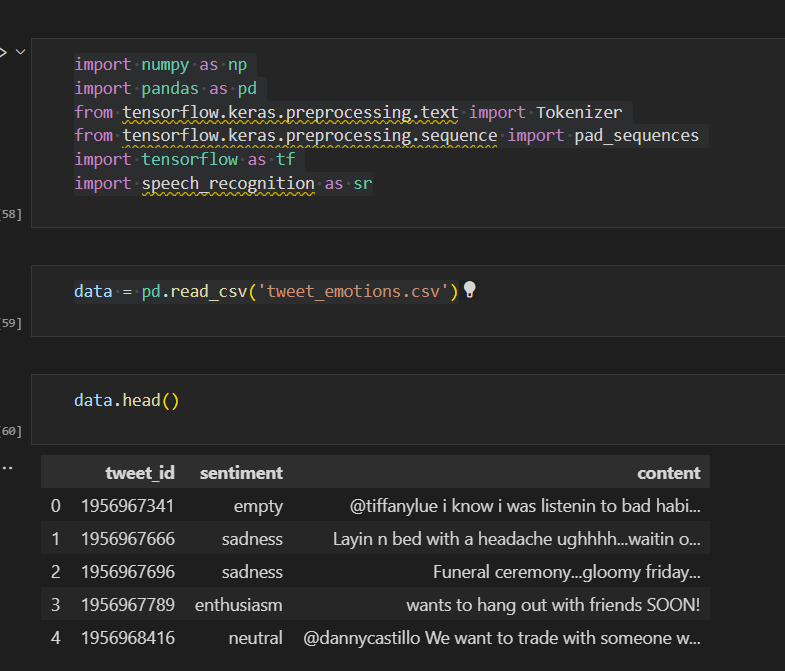 import numpy as np
import pandas as pd
from tensorflow.keras.preprocessing.text import Tokenizer
from tensorflow.keras.preprocessing.sequence import pad_sequences
import tensorflow as tf
import speech_recognition as sr
58]
data = pd.read_csv('tweet_emotions.csv')
59]
data.head()
60]
tweet_id sentiment content
0 1956967341 empty @tiffanylue i know i was listenin to bad habi...
1 1956967666 sadness Layin n bed with a headache ughhhh...waitin o...
2 1956967696 sadness Funeral ceremony...gloomy friday...
3 1956967789 enthusiasm wants to hang out with friends SOON!
4 1956968416 neutral @dannycastillo We want to trade with someone w...